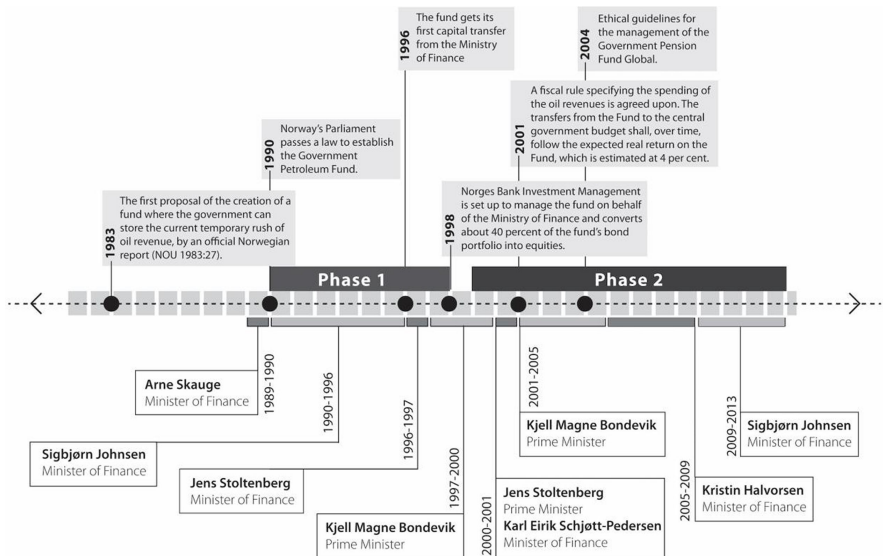 1996
The fund gets its
first capital transfer
from the Ministry
of Finance
2004
Ethical guidelines for
the management of the
Government Pension
Fund Global.
2001
A fiscal rule specifying the spending of
the oil revenues is agreed upon. The
transfers from the Fund to the central
government budget shall, over time,
follow the expected real return on the
Fund, which is estimated at 4 per cent.
1990
Norway's Parliament
passes a law to establish
the Government
Petroleum Fund.
1983
The first proposal of the creation of a
fund where the government can
store the current temporary rush of
oil revenue, by an official Norwegian
report (NOU 1983:27).
1998
Norges Bank Investment Management
is set up to manage the fund on behalf
of the Ministry of Finance and converts
about 40 percent of the fund's bond
portfolio into equities.
Phase 1
Phase 2
1989-1990
Arne Skauge
Minister of Finance
1990-1996
Sigbjørn Johnsen
Minister of Finance
1996-1997
Jens Stoltenberg
Minister of Finance
1997-2000
Kjell Magne Bondevik
Prime Minister
2000-2001
Jens Stoltenberg
Prime Minister
Karl Eirik Schjøtt-Pedersen
Minister of Finance
2001-2005
Kjell Magne Bondevik
Prime Minister
2005-2009
Kristin Halvorsen
Minister of Finance
2009-2013
Sigbjørn Johnsen
Minister of Finance